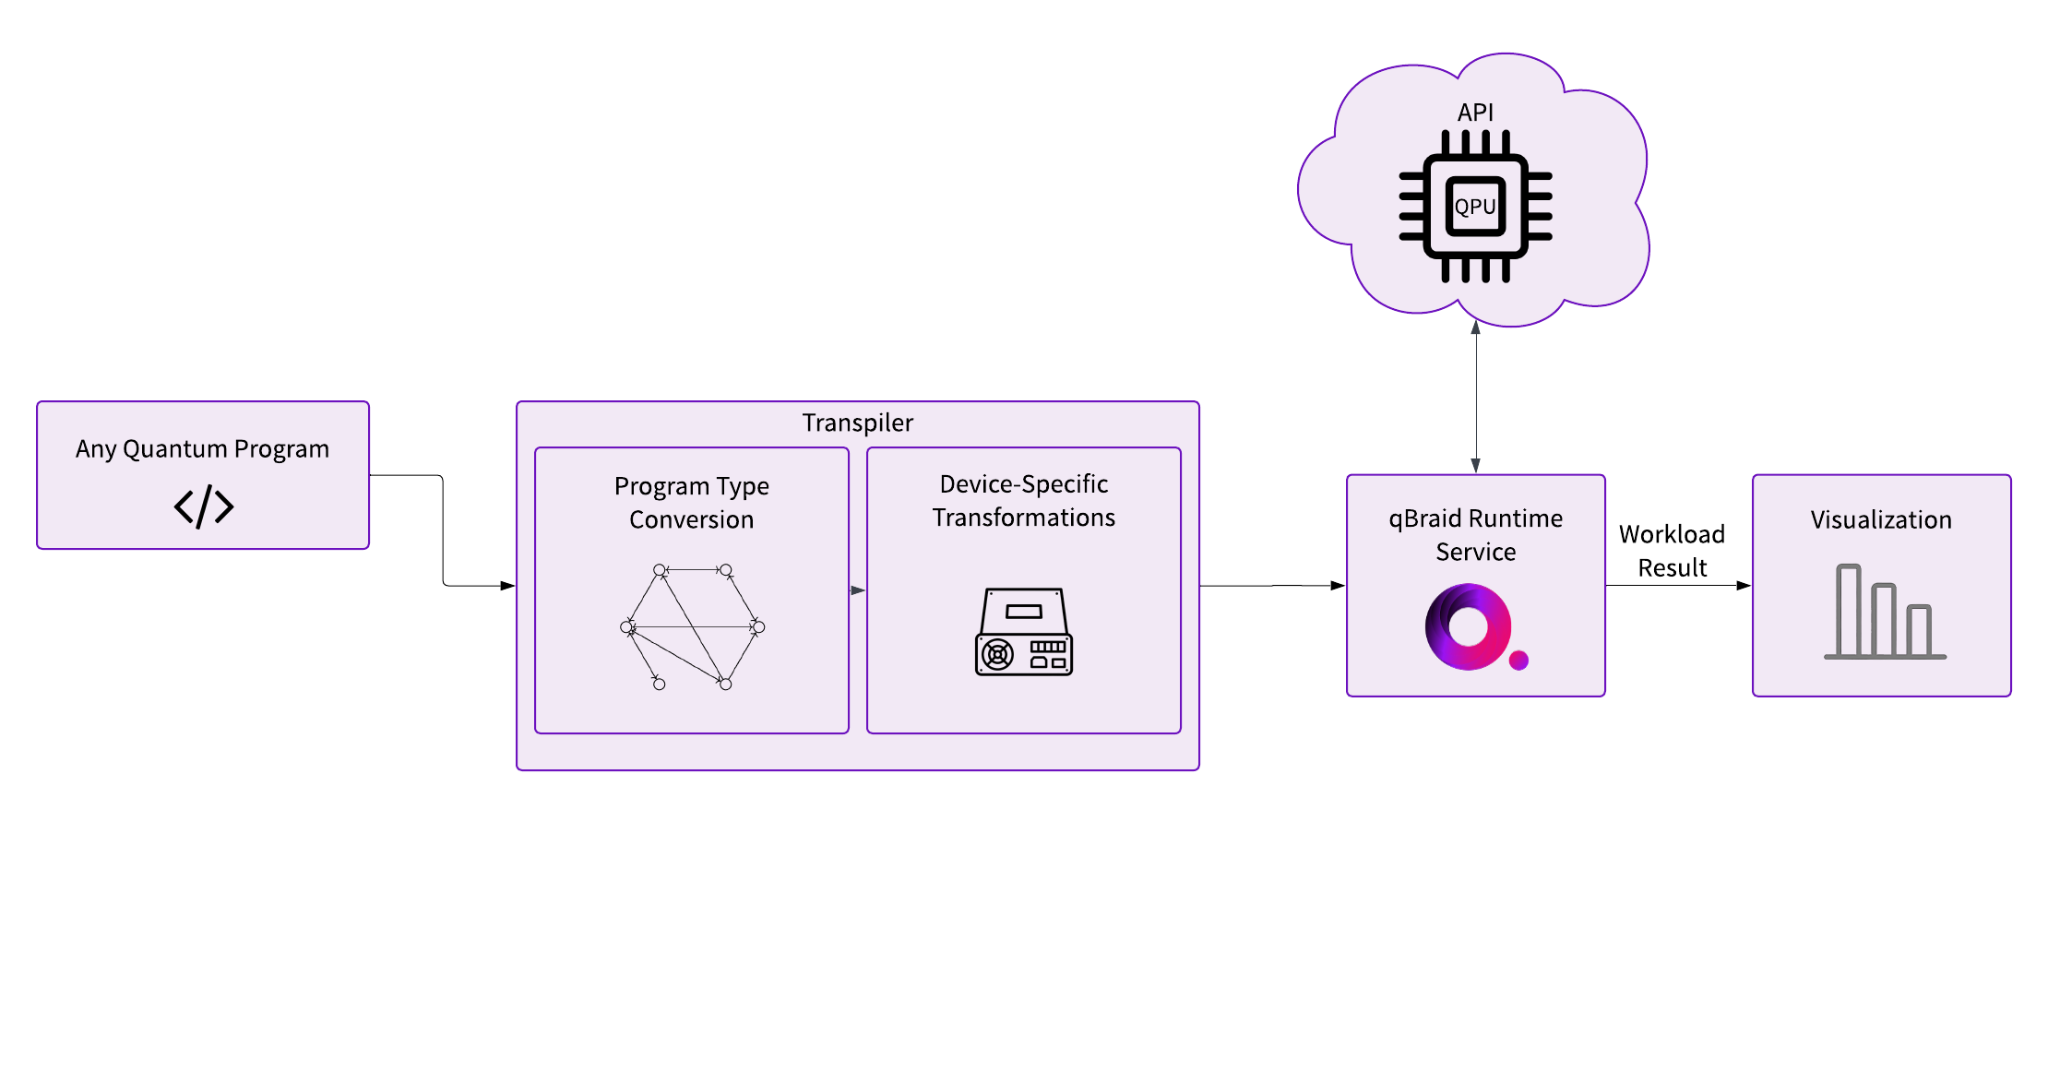 API
QPU
Any Quantum Program
Transpiler
Program Type
Conversion
Device-Specific
Transformations
qBraid Runtime
Service
Workload
Result
Visualization